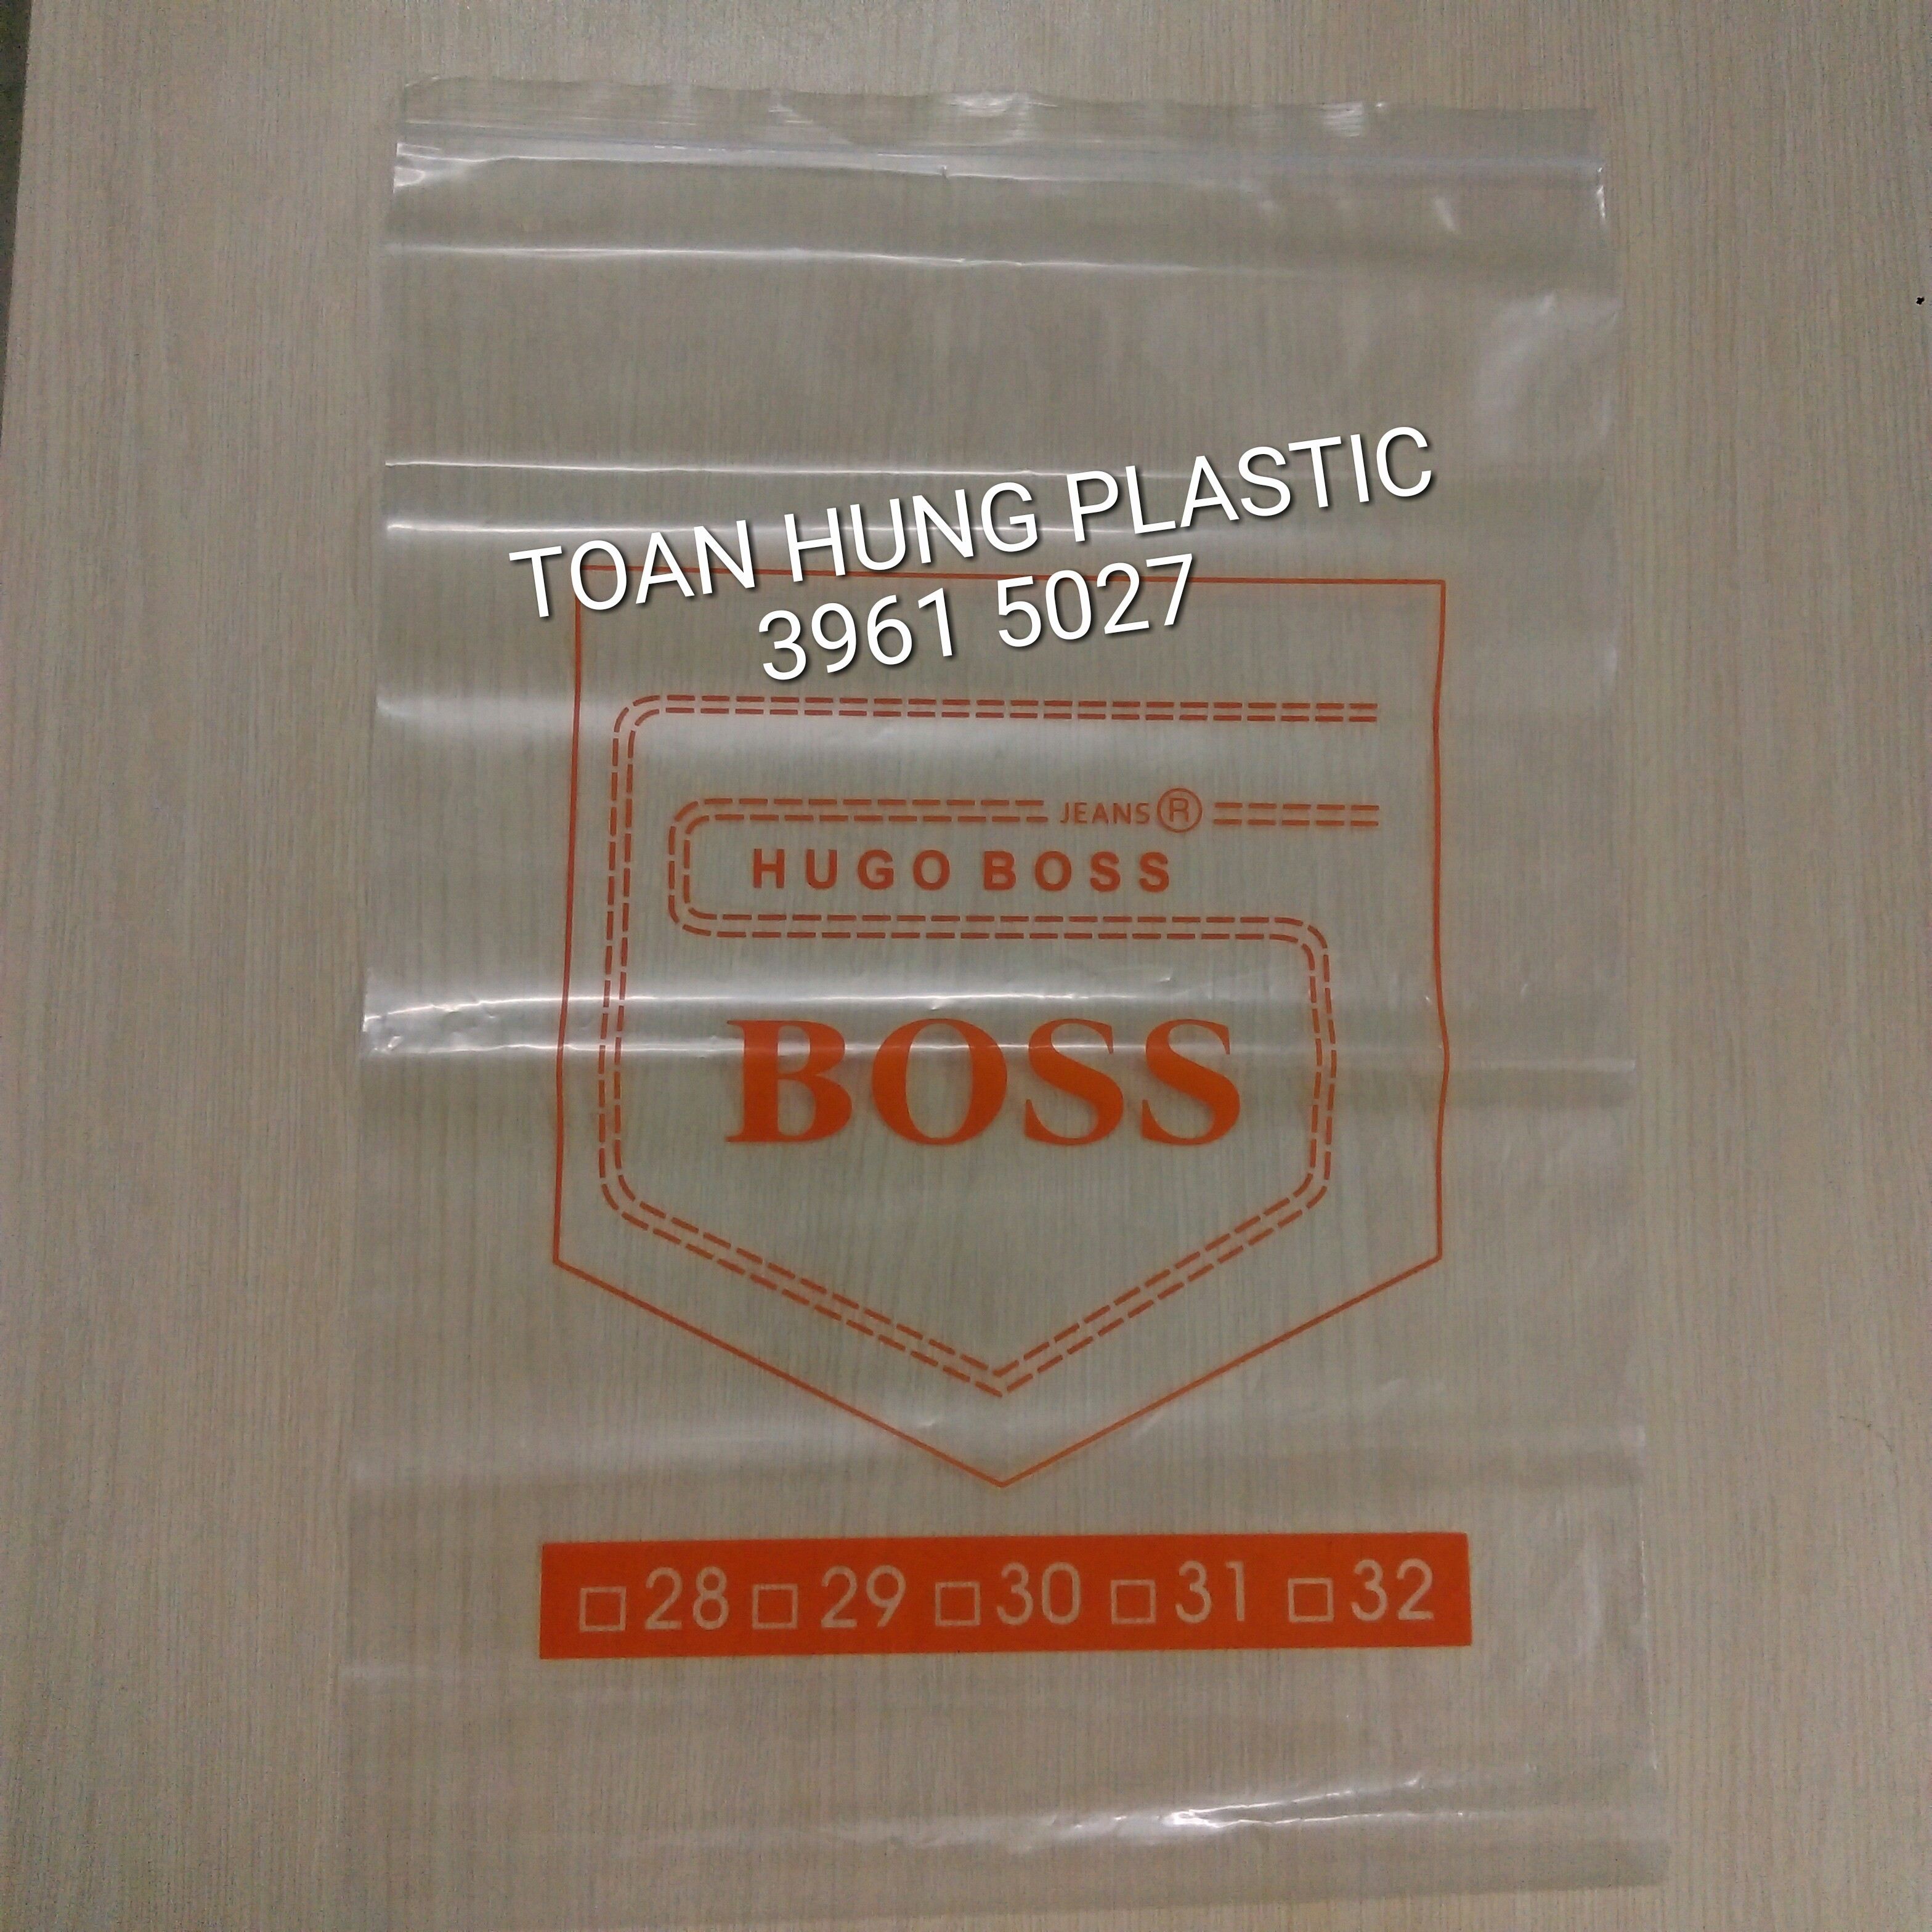 TOAN HUNG PLASTIC
3961 5027
JEANS®
HUGO BOSS
BOSS
☐ 28 ☐ 29 ☐ 30 ☐ 31 ☐ 32